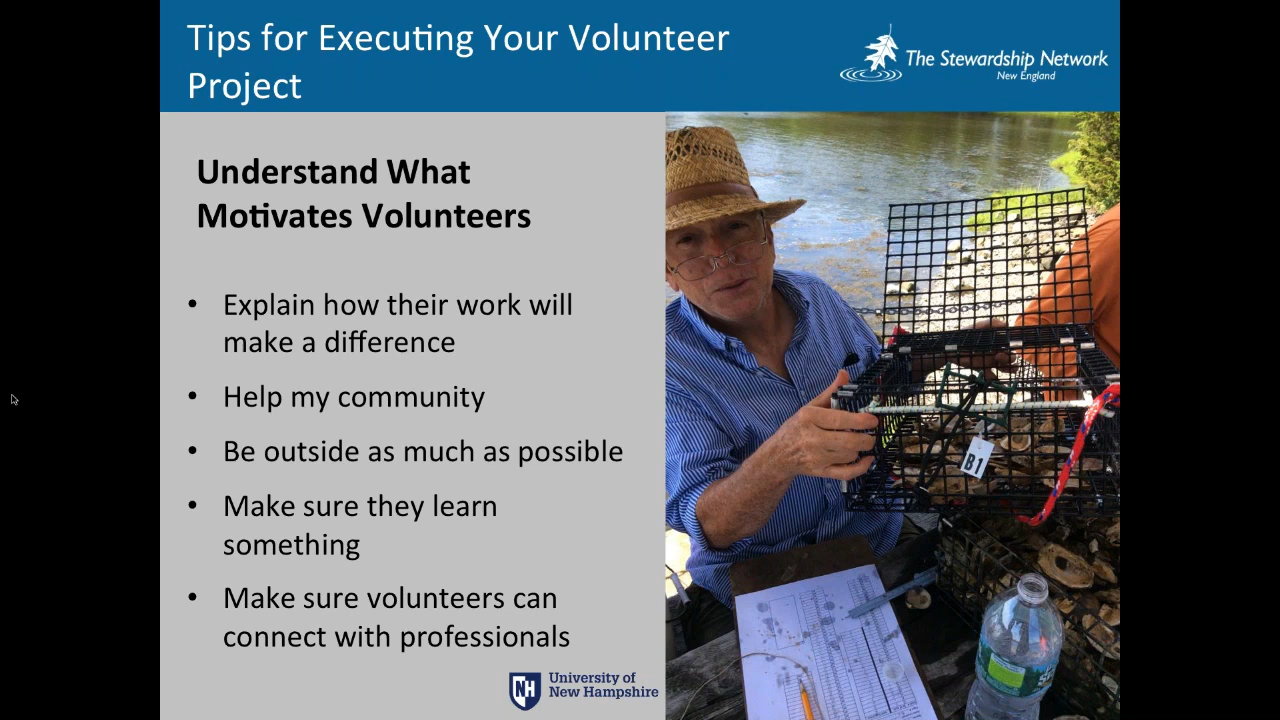 Tips for Executing Your Volunteer
Project
The Stewardship Network
New England
Understand What
Motivates Volunteers
• Explain how their work will
make a difference
• Help my community
• Be outside as much as possible
• Make sure they learn
something
• Make sure volunteers can
connect with professionals
B1
NH
University of
New Hampshire